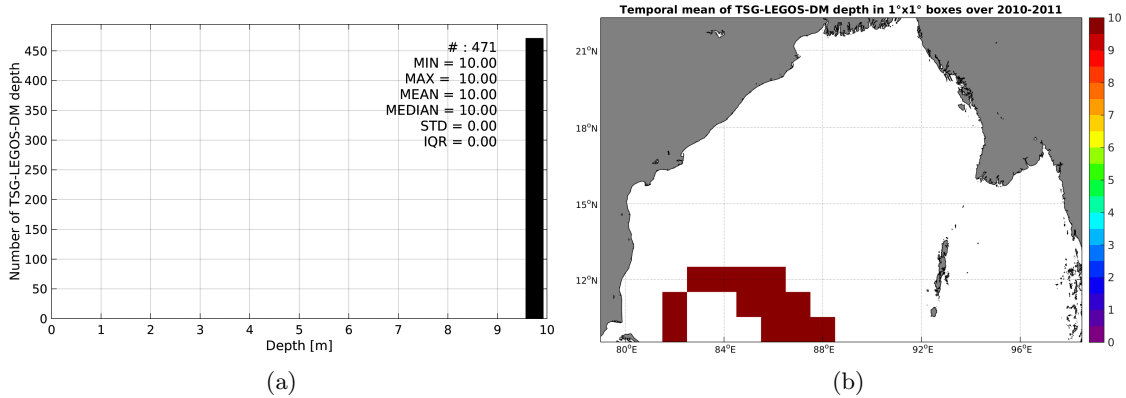 450
400
350
300
250
200
150
100
50
0
Number of TSG-LEGOS-DM depth
# : 471
MIN = 10.00
MAX = 10.00
MEAN = 10.00
MEDIAN = 10.00
STD = 0.00
IQR = 0.00
0 1 2 3 4 5 6 7 8 9 10
Depth [m]
(a)
Temporal mean of TSG-LEGOS-DM depth in 1°x1° boxes over 2010-2011
21°N
18°N
15°N
12°N
80°E 84°E 88°E 92°E 96°E
10
9
8
7
6
5
4
3
2
1
0
(b)